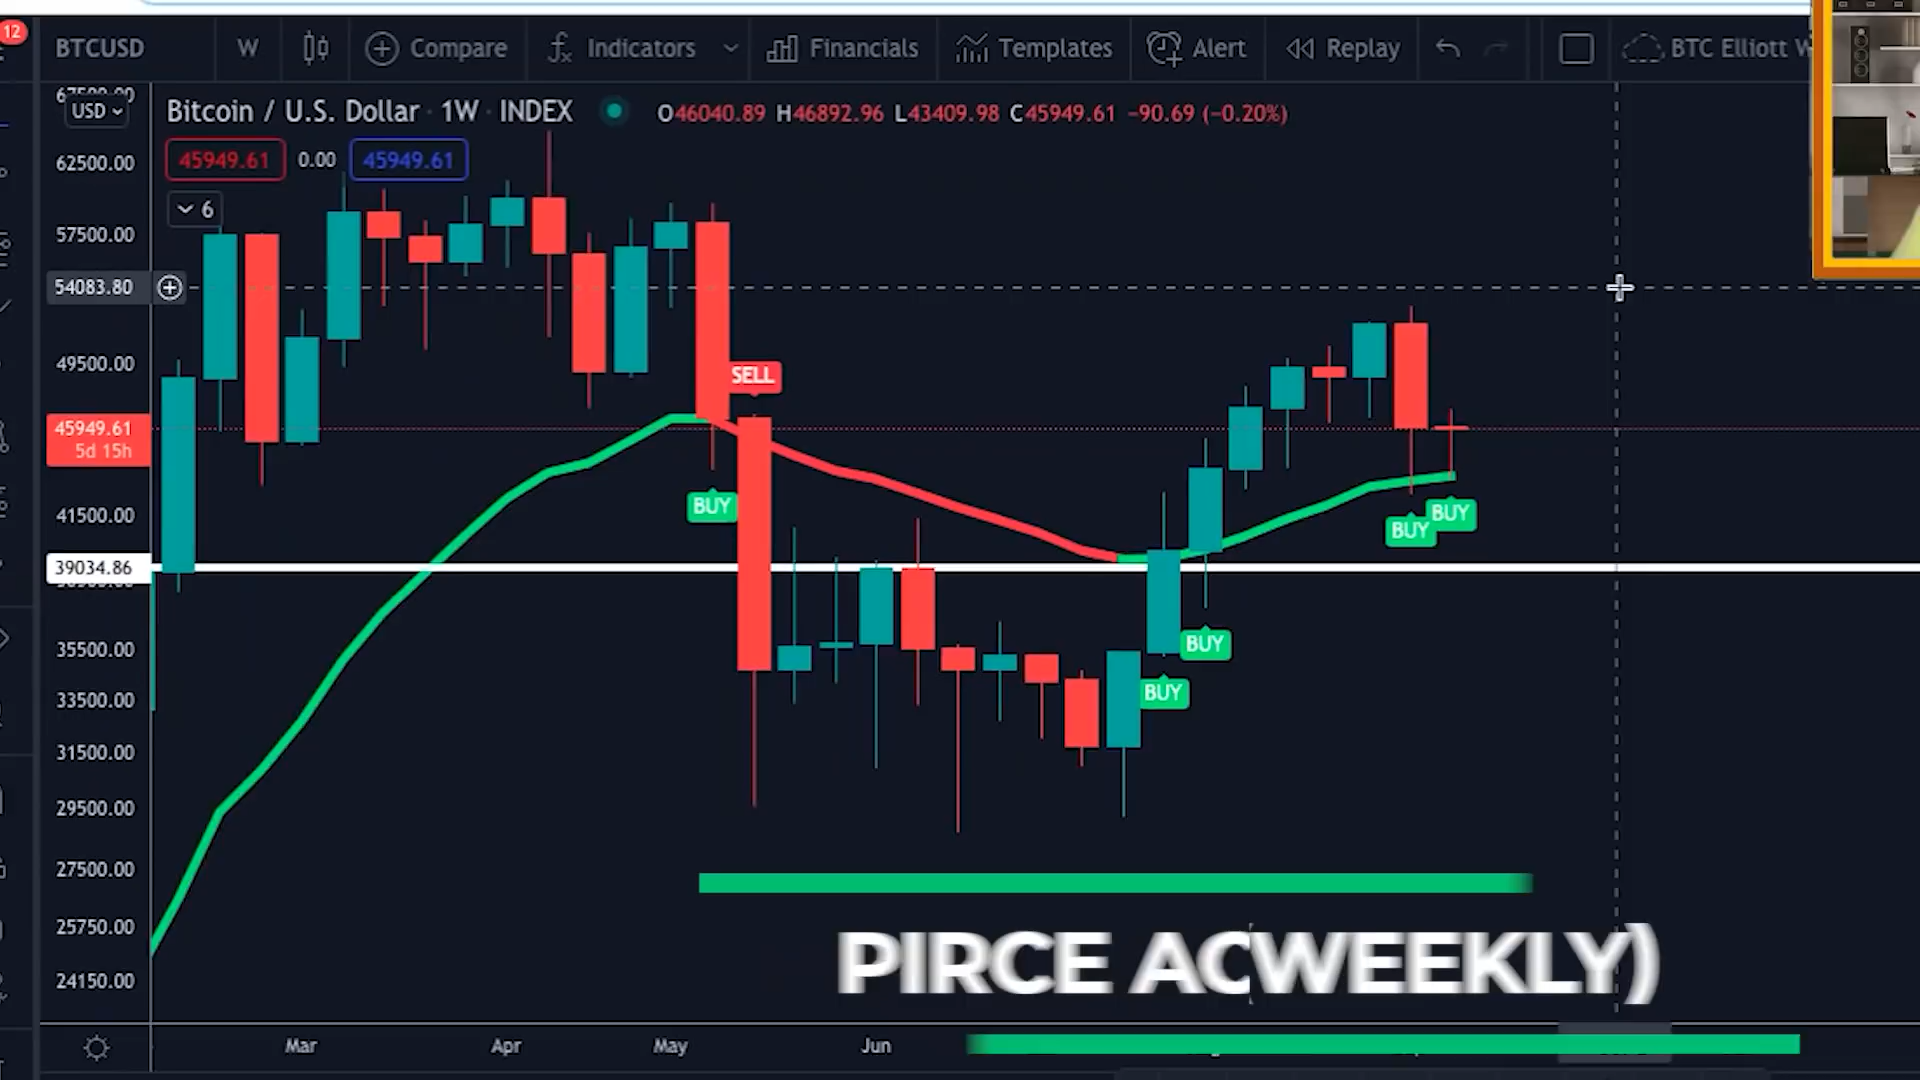 12
BTCUSD W Compare Indicators Financials Templates Alert Replay BTC Elliott W
USD
Bitcoin / U.S. Dollar · 1W · INDEX O46040.89 H46892.96 L43409.98 C45949.61 −90.69 (−0.20%)
45949.61 0.00 45949.61
6
62500.00
57500.00
54083.80
49500.00
45949.61
5d 15h
41500.00
39034.86
35500.00
33500.00
31500.00
29500.00
27500.00
25750.00
24150.00
SELL
BUY
BUY
BUY
BUY
BUY
PIRCE ACWEEKLY)
Mar Apr May Jun